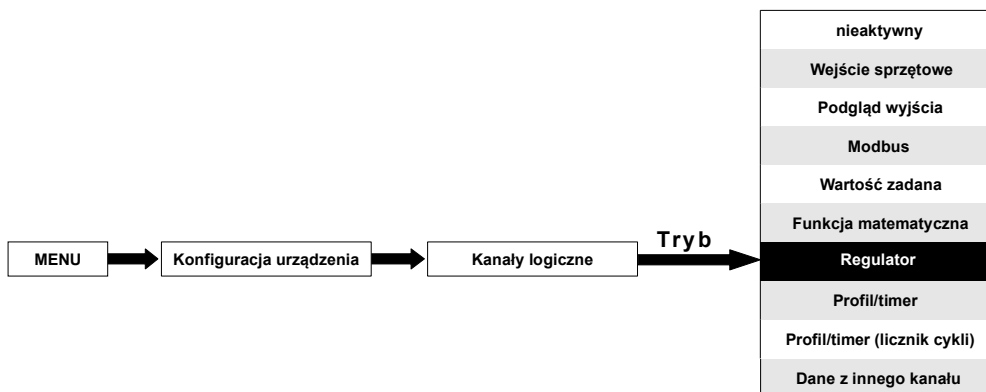 nieaktywny
Wejście sprzętowe
Podgląd wyjścia
Modbus
Wartość zadana
Funkcja matematyczna
MENU
Konfiguracja urządzenia
Kanały logiczne
Tryb
Regulator
Profil/timer
Profil/timer (licznik cykli)
Dane z innego kanału